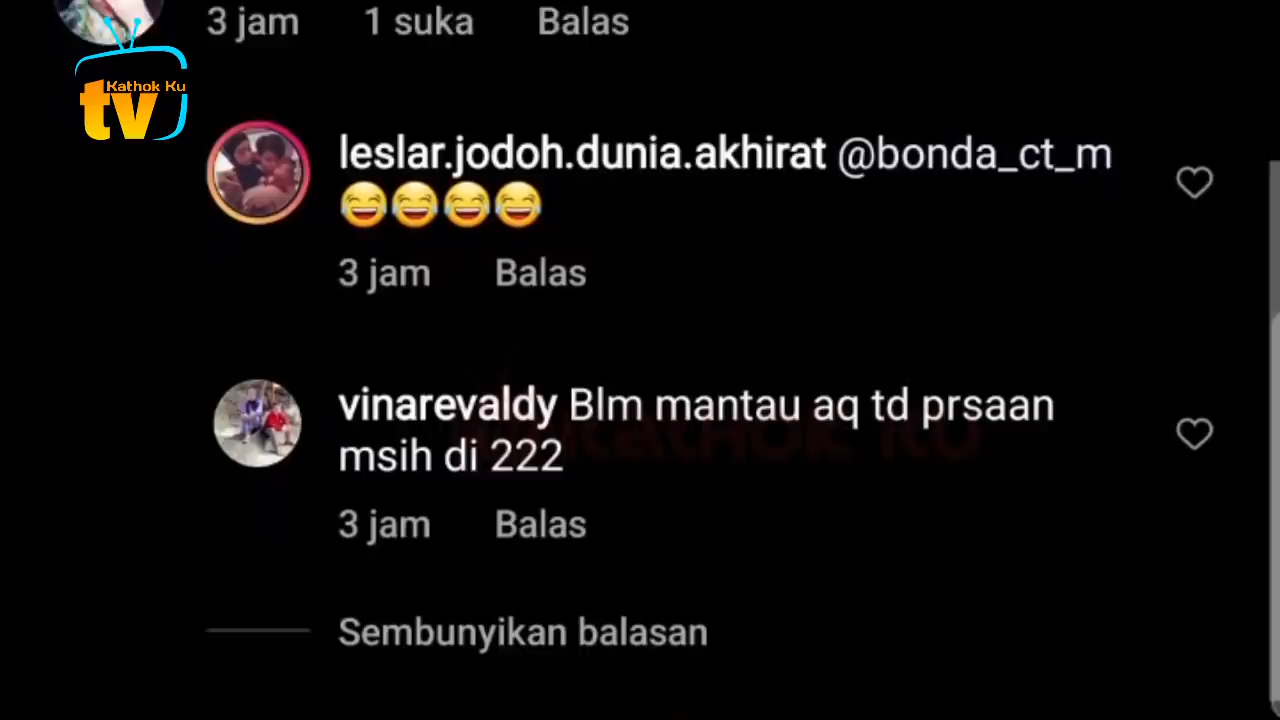 3 jam 1 suka Balas
Kathok Ku
tv
leslar.jodoh.dunia.akhirat @bonda_ct_m
😂😂😂😂
3 jam Balas
vinarevaldy Blm mantau aq td prsaan
msih di 222
3 jam Balas
Sembunyikan balasan